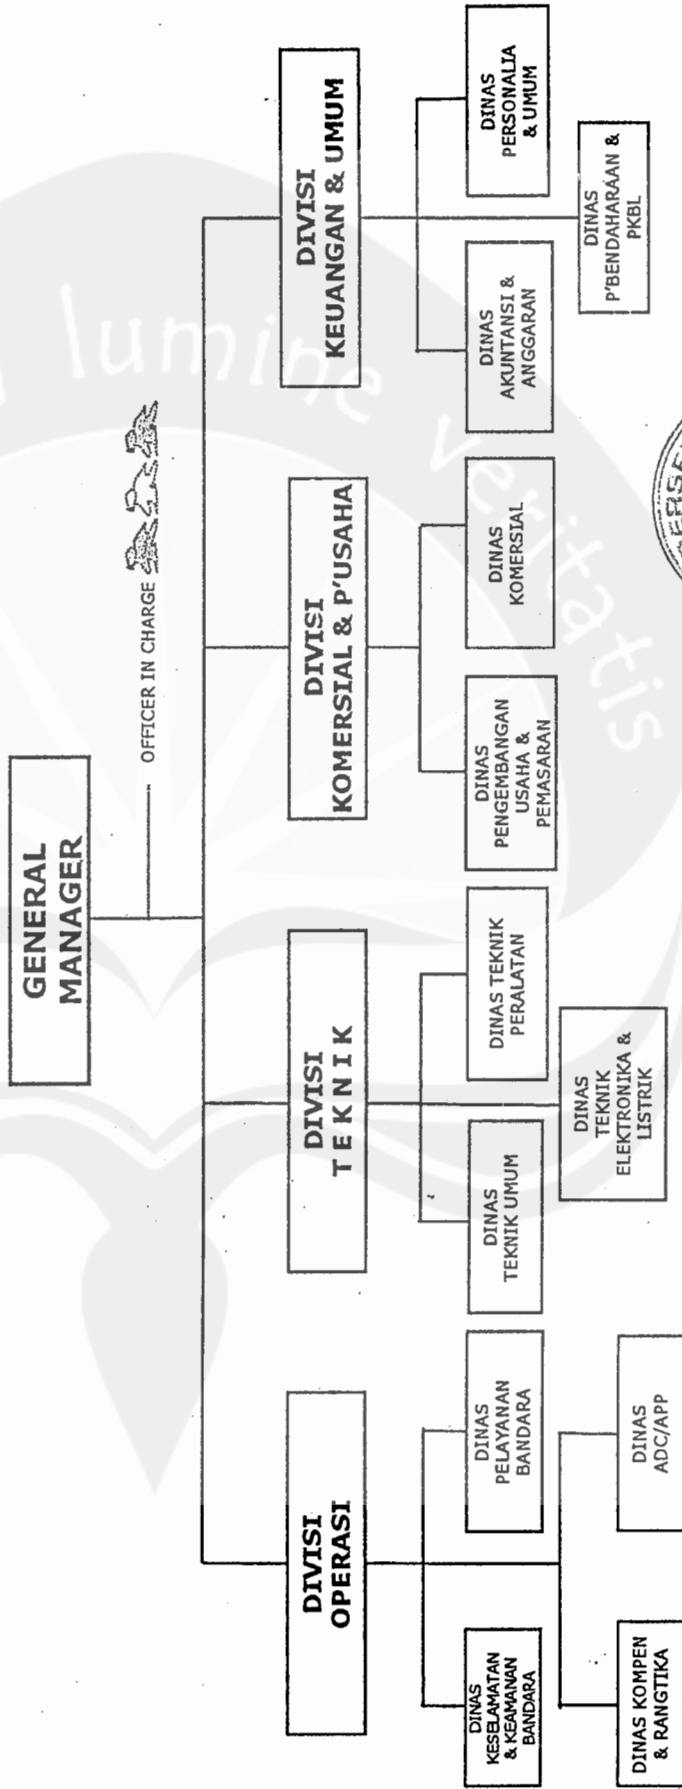 GENERAL
MANAGER
OFFICER IN CHARGE
DIVISI
OPERASI
DIVISI
T E K N I K
DIVISI
KOMERSIAL & P'USAHA
DIVISI
KEUANGAN & UMUM
DINAS
KESELAMATAN
& KEAMANAN
BANDARA
DINAS
PELAYANAN
BANDARA
DINAS KOMPEN
& RANGTIKA
DINAS
ADC/APP
DINAS
TEKNIK UMUM
DINAS TEKNIK
PERALATAN
DINAS
TEKNIK
ELEKTRONIKA &
LISTRIK
DINAS
PENGEMBANGAN
USAHA &
PEMASARAN
DINAS
KOMERSIAL
DINAS
AKUNTANSI &
ANGGARAN
DINAS
PERSONALIA
& UMUM
DINAS
P'BENDAHARAAN &
PKBL
lumine veritatis